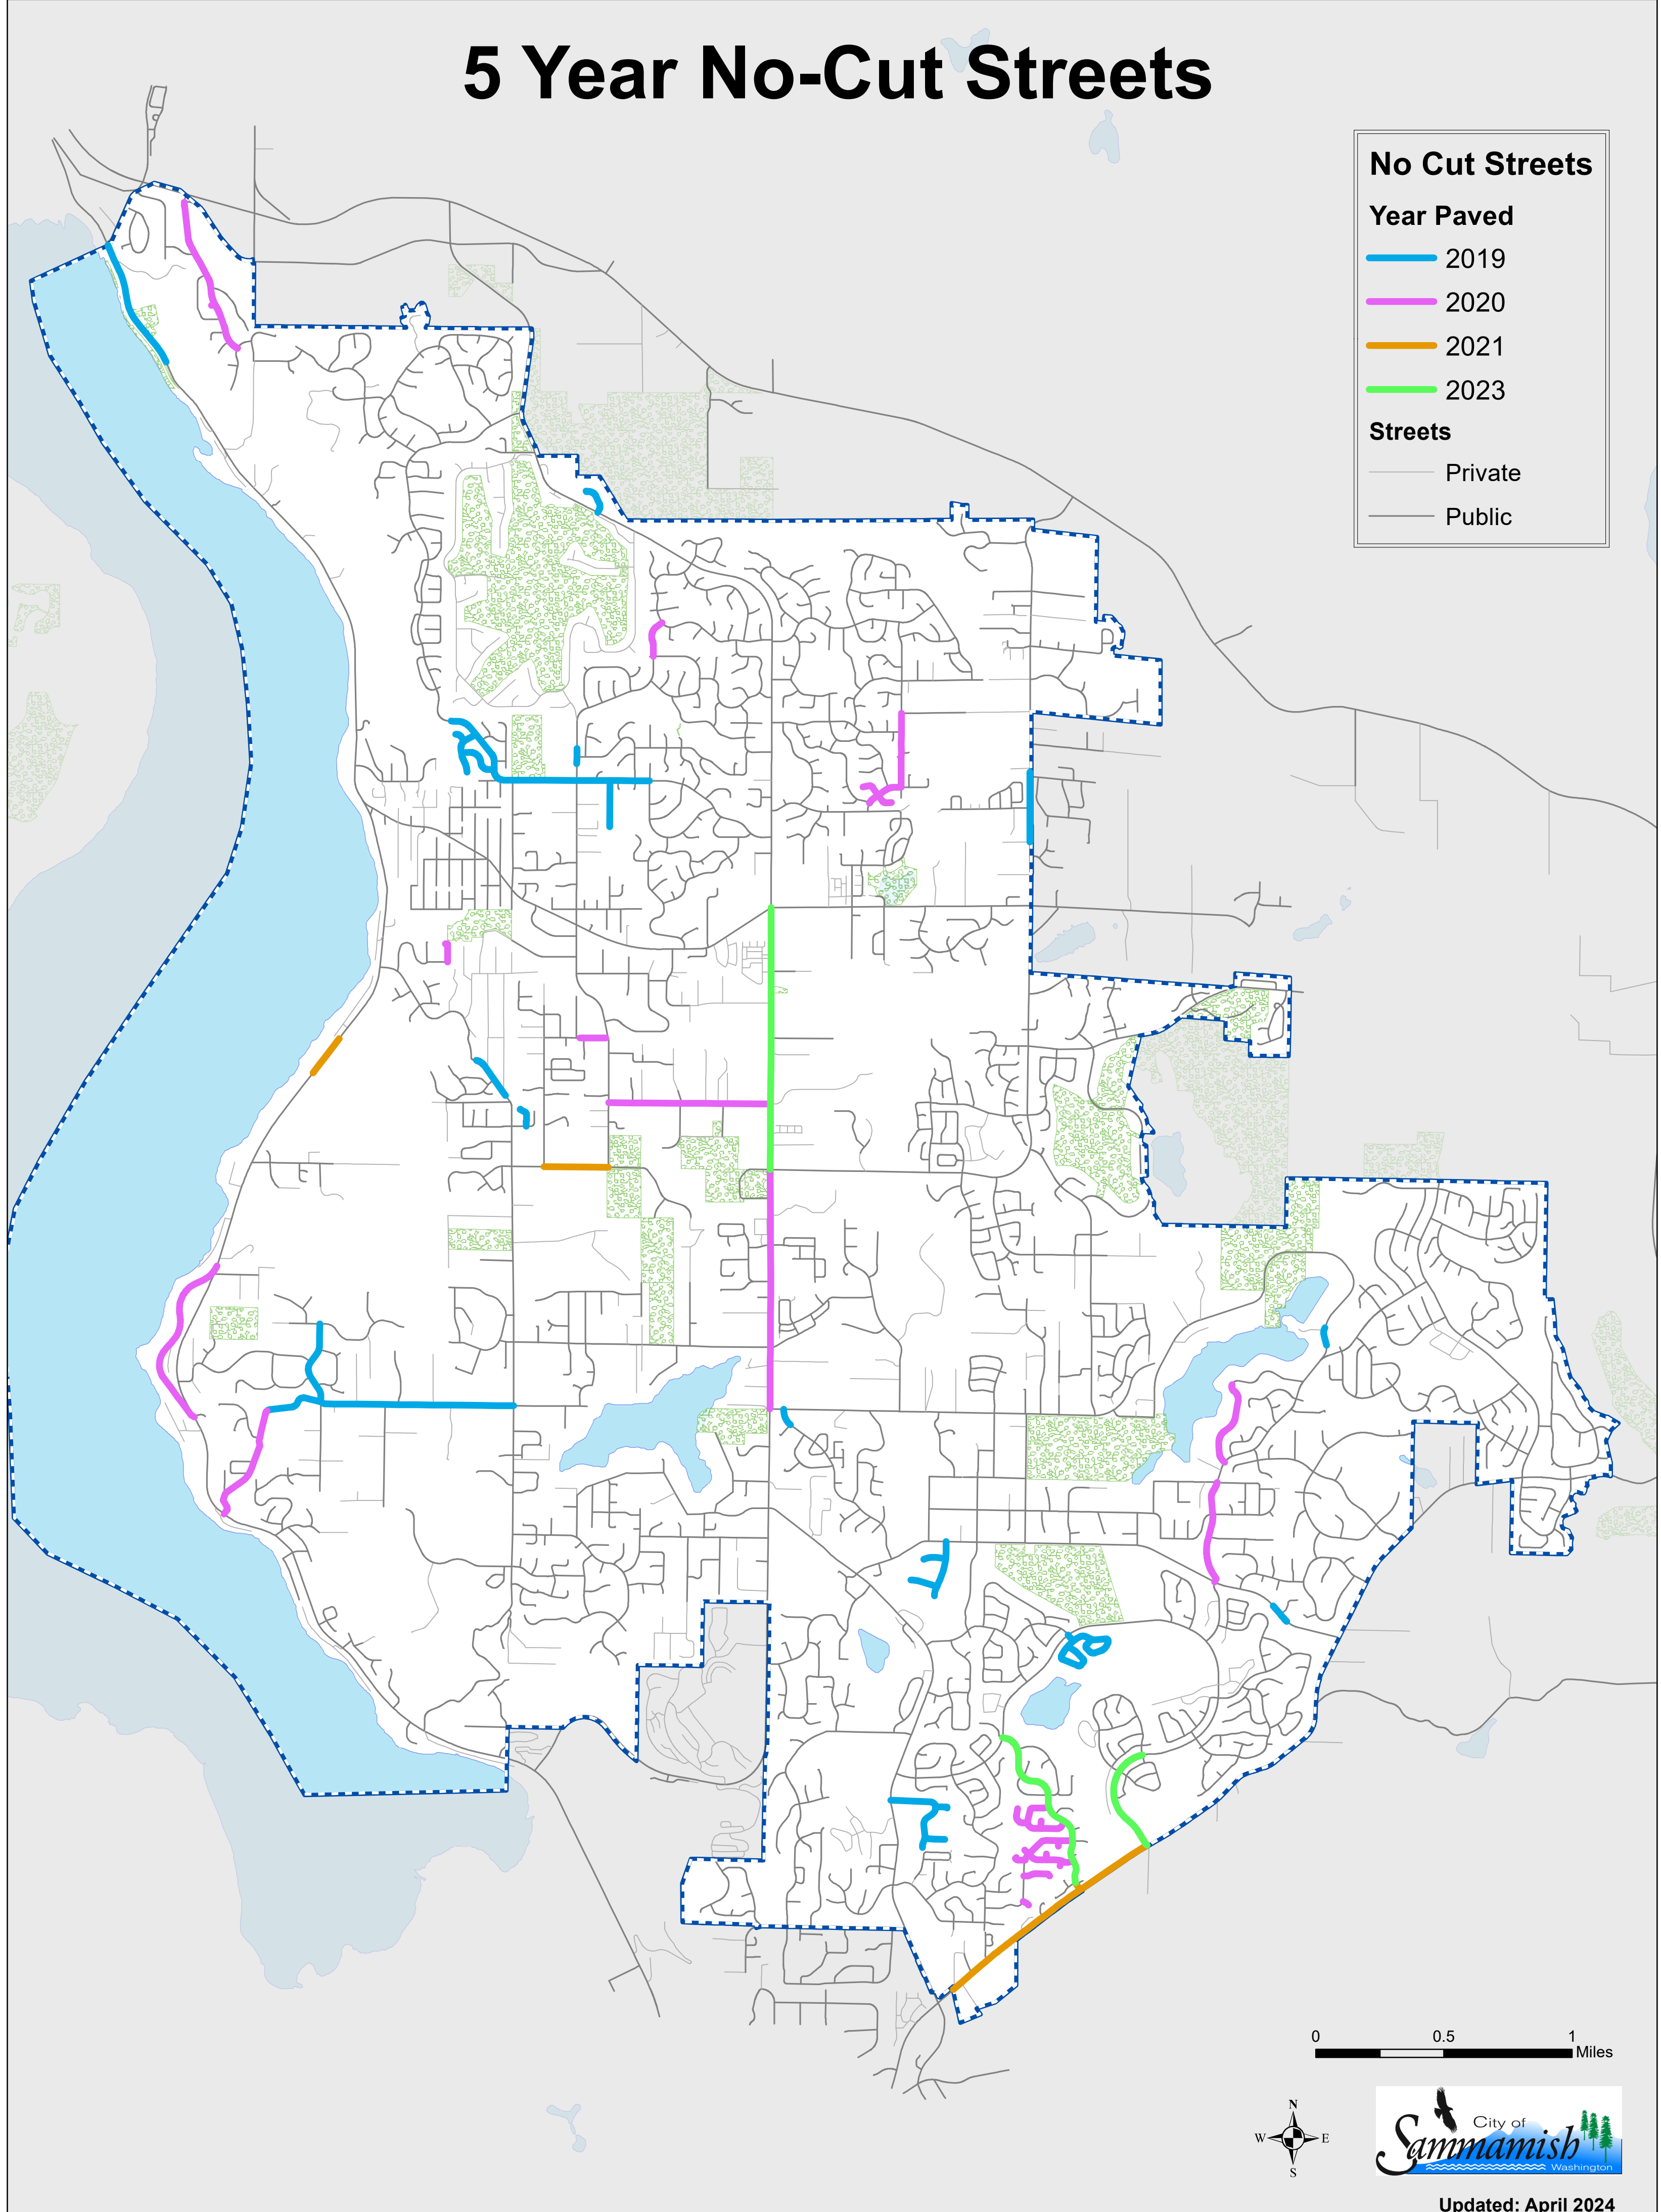 5 Year No-Cut Streets
No Cut Streets
Year Paved
2019
2020
2021
2023
Streets
Private
Public
0 0.5 1
Miles
N
W E
S
City of
Sammamish
Washington
Updated: April 2024